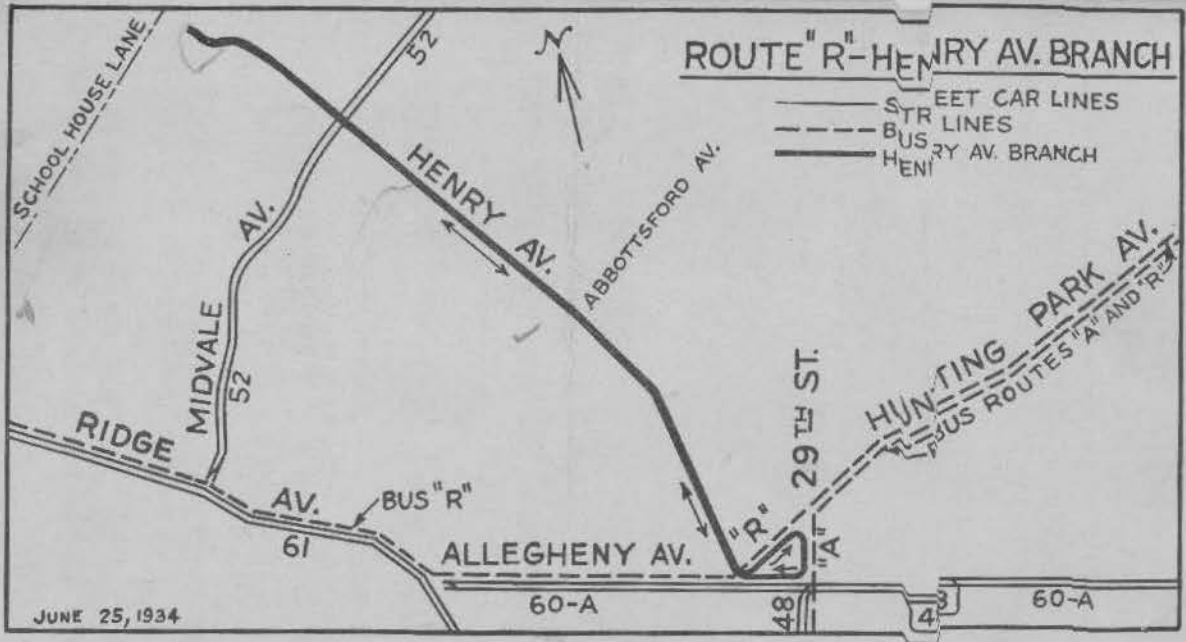 ROUTE "R"-HENRY AV. BRANCH
STREET CAR LINES
BUS LINES
HENRY AV. BRANCH
N
SCHOOL HOUSE LANE
52
MIDVALE AV.
52
HENRY AV.
ABBOTTSFORD AV.
HUNTING PARK AV.
BUS ROUTES "A" AND "R"
29TH ST.
RIDGE AV.
BUS "R"
61
ALLEGHENY AV.
"R"
"A"
60-A
48
60-A
JUNE 25, 1934